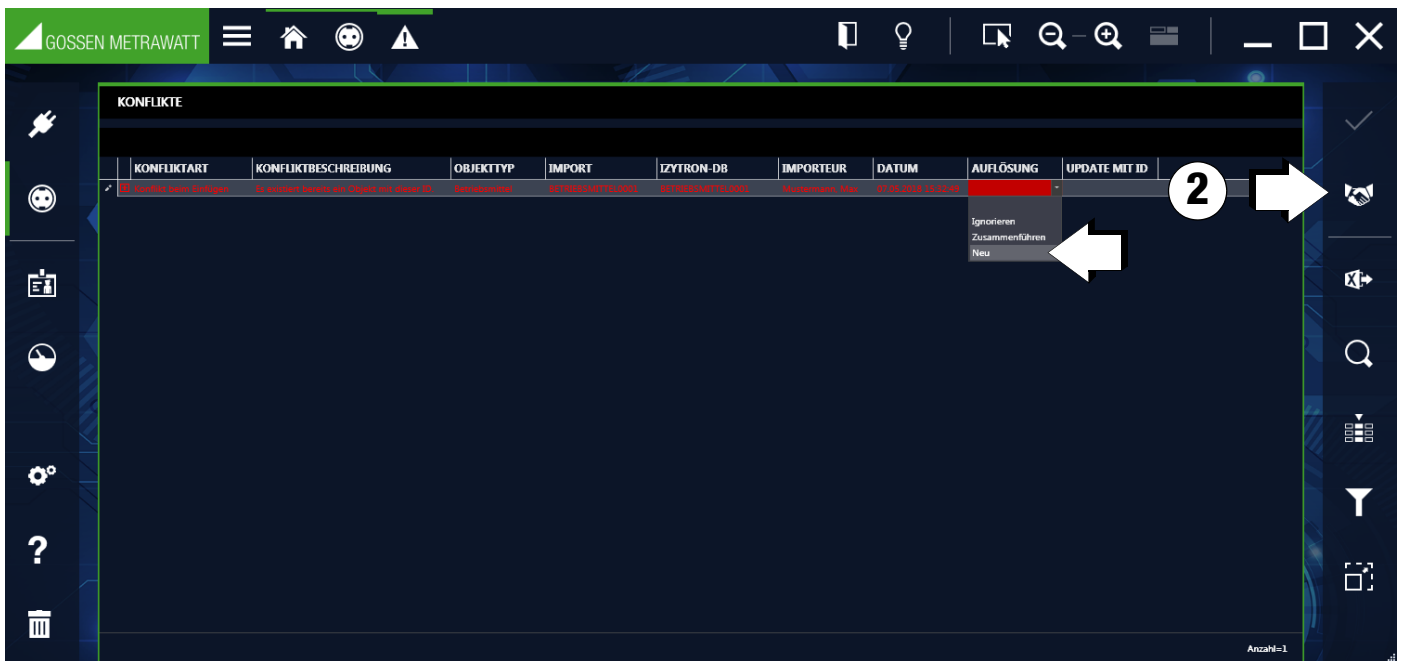 GOSSEN METRAWATT
KONFLIKTE
KONFLIKTART KONFLIKTBESCHREIBUNG OBJEKTTYP IMPORT IZYTRON-DB IMPORTEUR DATUM AUFLÖSUNG UPDATE MIT ID
Ignorieren
Zusammenführen
Neu
2
?
Anzahl=1